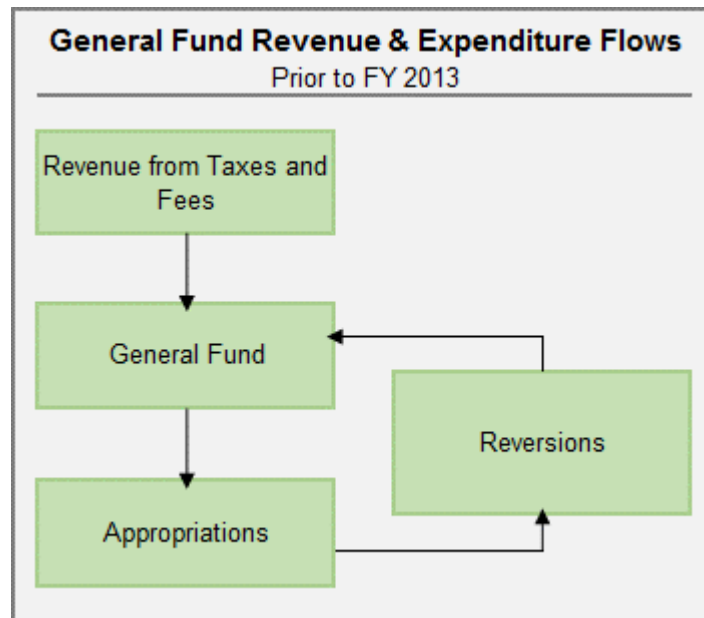 General Fund Revenue & Expenditure Flows
Prior to FY 2013
Revenue from Taxes and
Fees
General Fund
Reversions
Appropriations